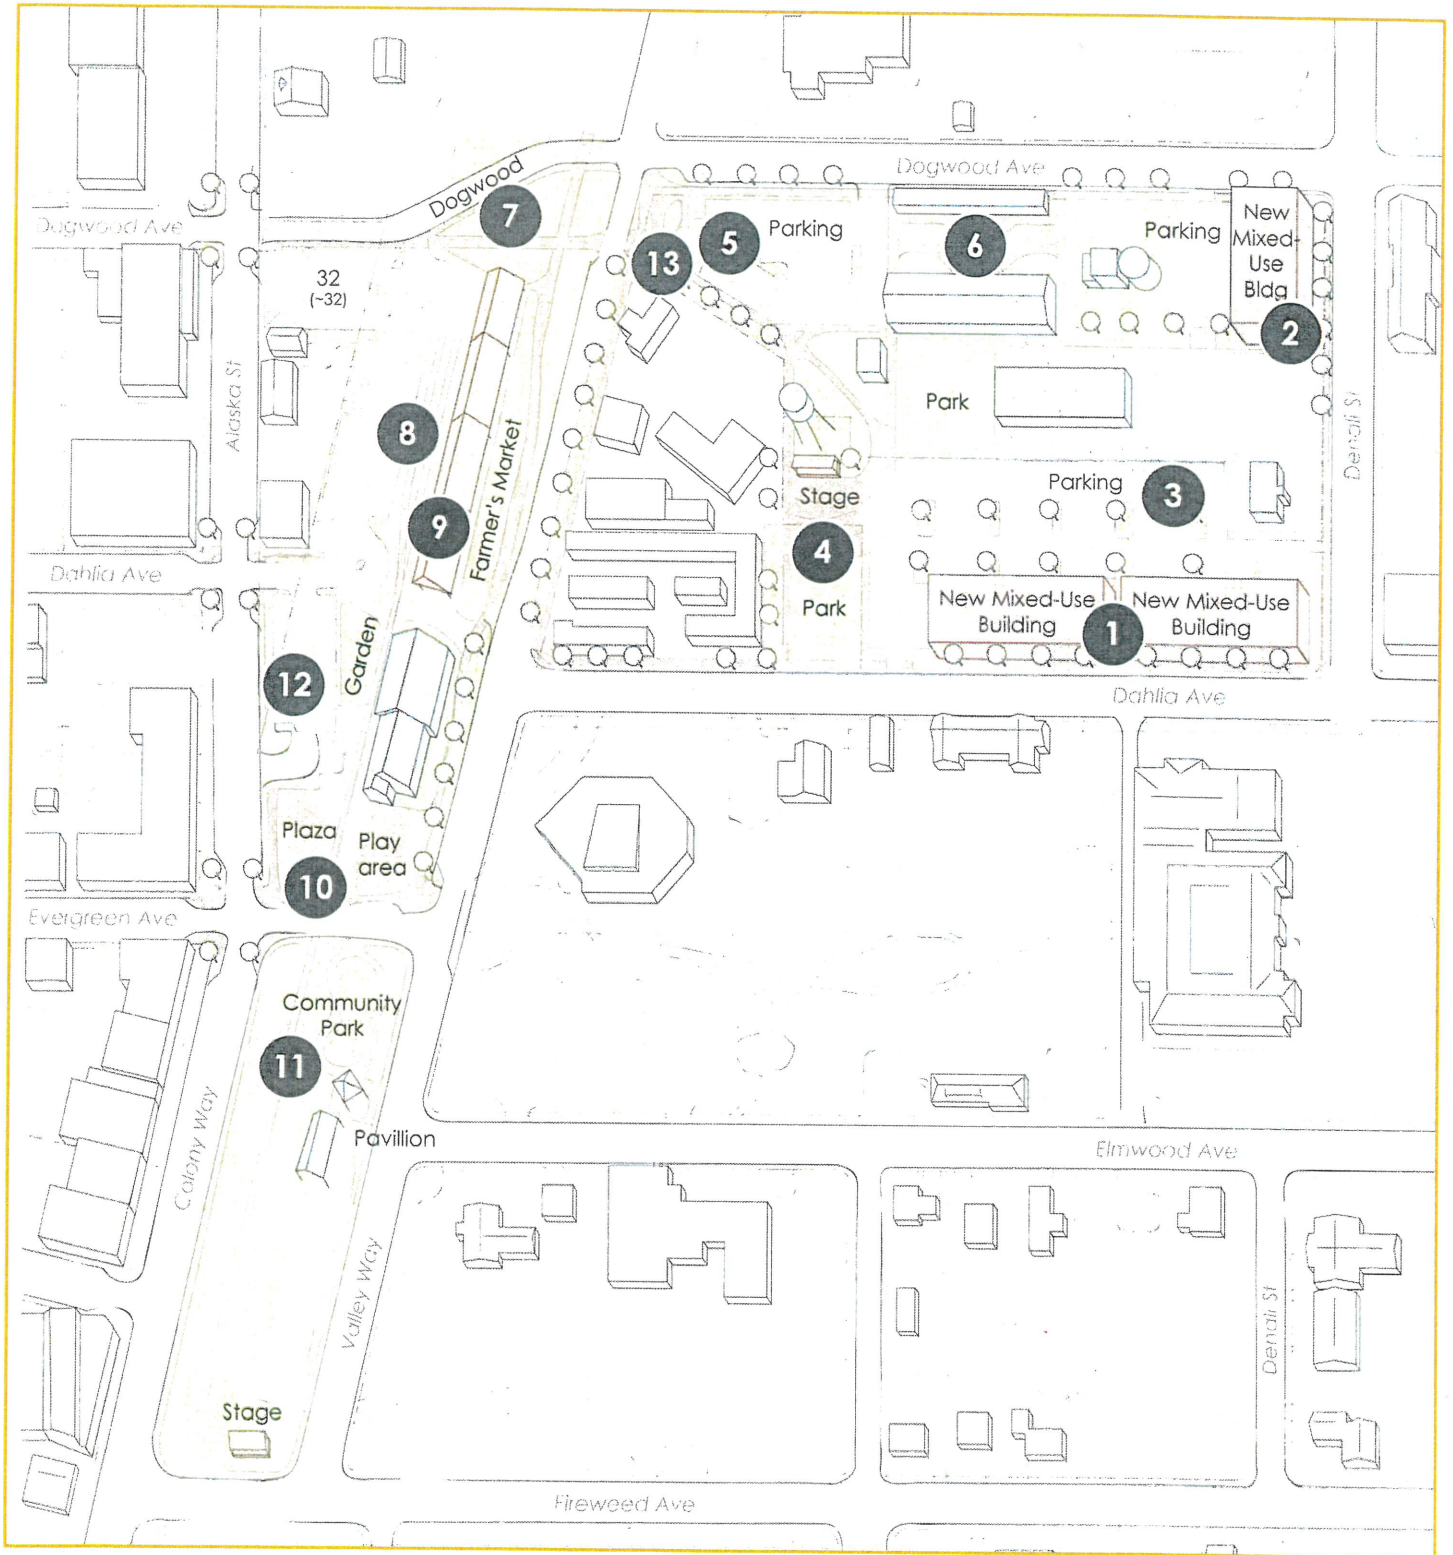 Dogwood Ave
Dogwood
7
Dogwood Ave
5
Parking
6
Parking
New
Mixed-
Use
Bldg
13
32
(~32)
2
Alaska St
8
Park
Denali St
Farmer's Market
9
Stage
Parking
3
4
Dahlia Ave
Park
New Mixed-Use
Building
1
New Mixed-Use
Building
Garden
12
Dahlia Ave
Plaza
Play
area
10
Evergreen Ave
Community
Park
11
Pavillion
Colony Way
Elmwood Ave
Valley Way
Denali St
Stage
Fireweed Ave